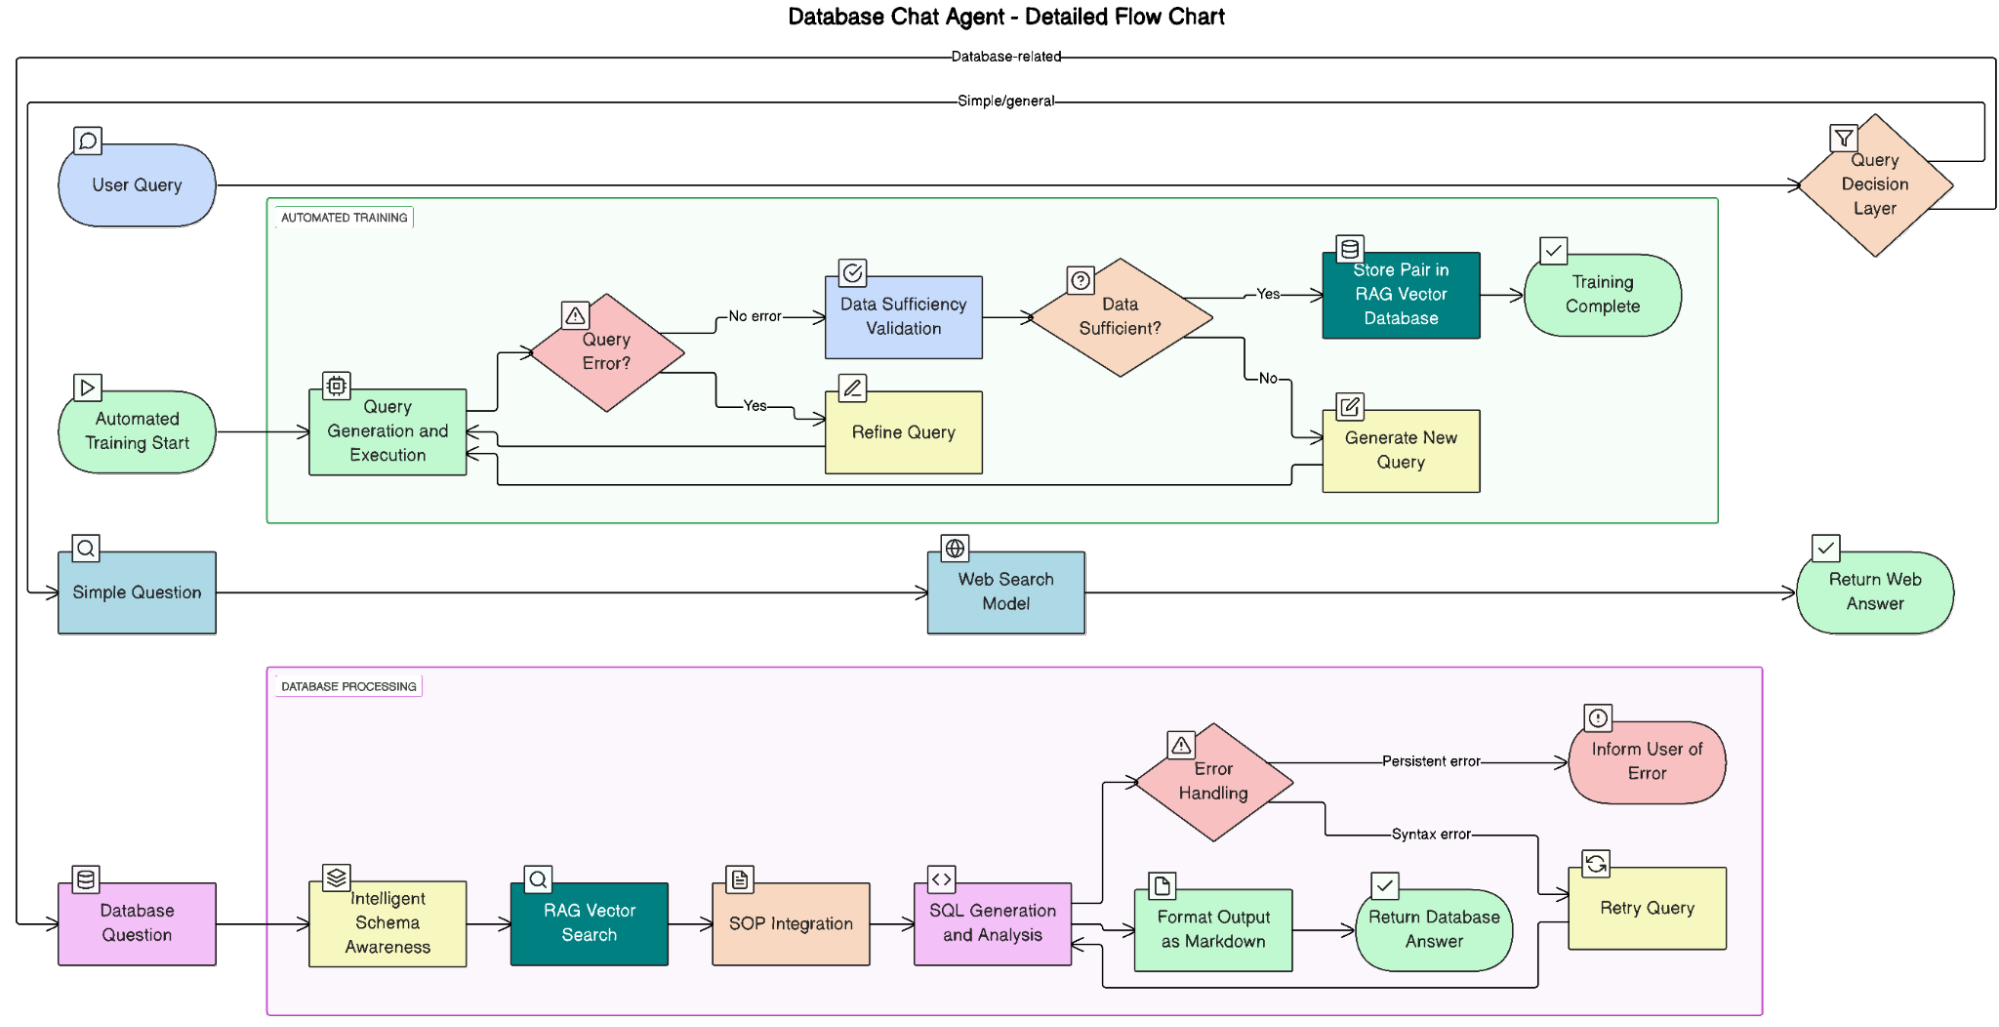 Database Chat Agent - Detailed Flow Chart
Database-related
Simple/general
User Query
Query
Decision
Layer
AUTOMATED TRAINING
Automated
Training Start
Query
Generation and
Execution
Query
Error?
No error
Yes
Data Sufficiency
Validation
Refine Query
Data
Sufficient?
Yes
No
Store Pair in
RAG Vector
Database
Training
Complete
Generate New
Query
Simple Question
Web Search
Model
Return Web
Answer
DATABASE PROCESSING
Database
Question
Intelligent
Schema
Awareness
RAG Vector
Search
SOP Integration
SQL Generation
and Analysis
Error
Handling
Persistent error
Inform User of
Error
Syntax error
Retry Query
Format Output
as Markdown
Return Database
Answer